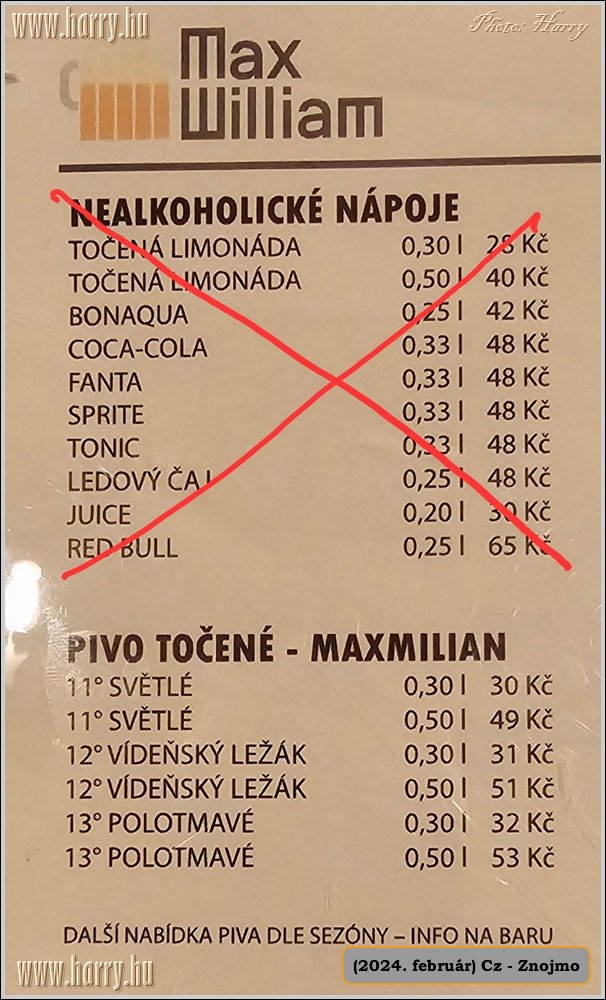 www.harry.hu
Photo: Harry
Max
William
NEALKOHOLICKÉ NÁPOJE
TOČENÁ LIMONÁDA 0,30 l 28 Kč
TOČENÁ LIMONÁDA 0,50 l 40 Kč
BONAQUA 0,25 l 42 Kč
COCA-COLA 0,33 l 48 Kč
FANTA 0,33 l 48 Kč
SPRITE 0,33 l 48 Kč
TONIC 0,33 l 48 Kč
LEDOVÝ ČAJ 0,25 l 48 Kč
JUICE 0,20 l 30 Kč
RED BULL 0,25 l 65 Kč
PIVO TOČENÉ - MAXMILIAN
11° SVĚTLÉ 0,30 l 30 Kč
11° SVĚTLÉ 0,50 l 49 Kč
12° VÍDEŇSKÝ LEŽÁK 0,30 l 31 Kč
12° VÍDEŇSKÝ LEŽÁK 0,50 l 51 Kč
13° POLOTMAVÉ 0,30 l 32 Kč
13° POLOTMAVÉ 0,50 l 53 Kč
DALŠÍ NABÍDKA PIVA DLE SEZÓNY – INFO NA BARU
www.harry.hu
(2024. február) Cz - Znojmo